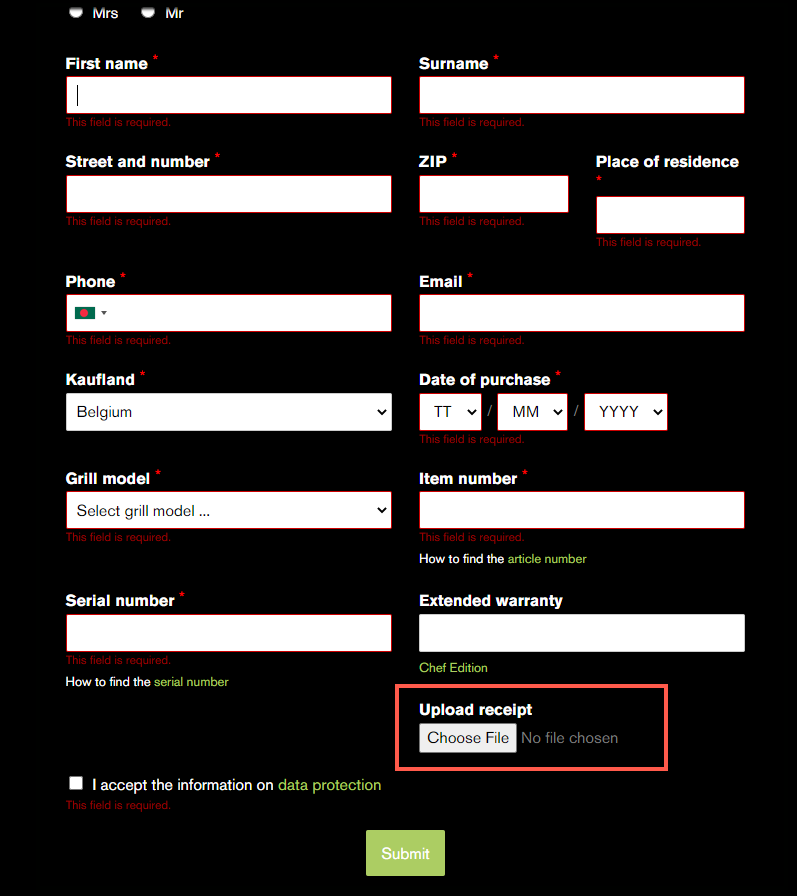 Mrs Mr
First name * Surname *
This field is required. This field is required.
Street and number * ZIP * Place of residence
*
This field is required. This field is required.
This field is required.
Phone * Email *
This field is required. This field is required.
Kaufland * Date of purchase *
Belgium TT / MM / YYYY
This field is required.
Grill model * Item number *
Select grill model ...
This field is required. This field is required.
How to find the article number
Serial number * Extended warranty
This field is required.
Chef Edition
How to find the serial number
Upload receipt
Choose File No file chosen
I accept the information on data protection
This field is required.
Submit